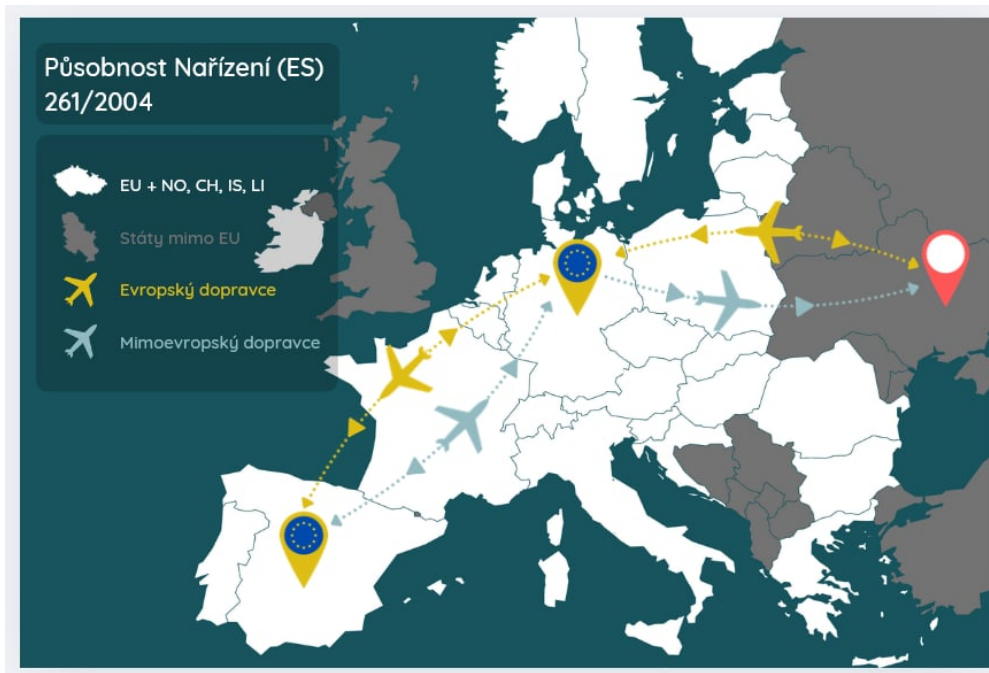 Působnost Nařízení (ES)
261/2004
EU + NO, CH, IS, LI
Státy mimo EU
Evropský dopravce
Mimoevropský dopravce